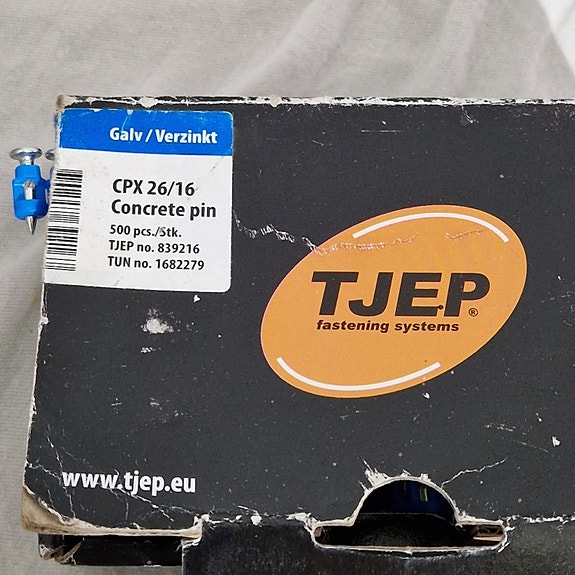 Galv / Verzinkt
CPX 26/16
Concrete pin
500 pcs./Stk.
TJEP no. 839216
TUN no. 1682279
TJEP®
fastening systems
www.tjep.eu